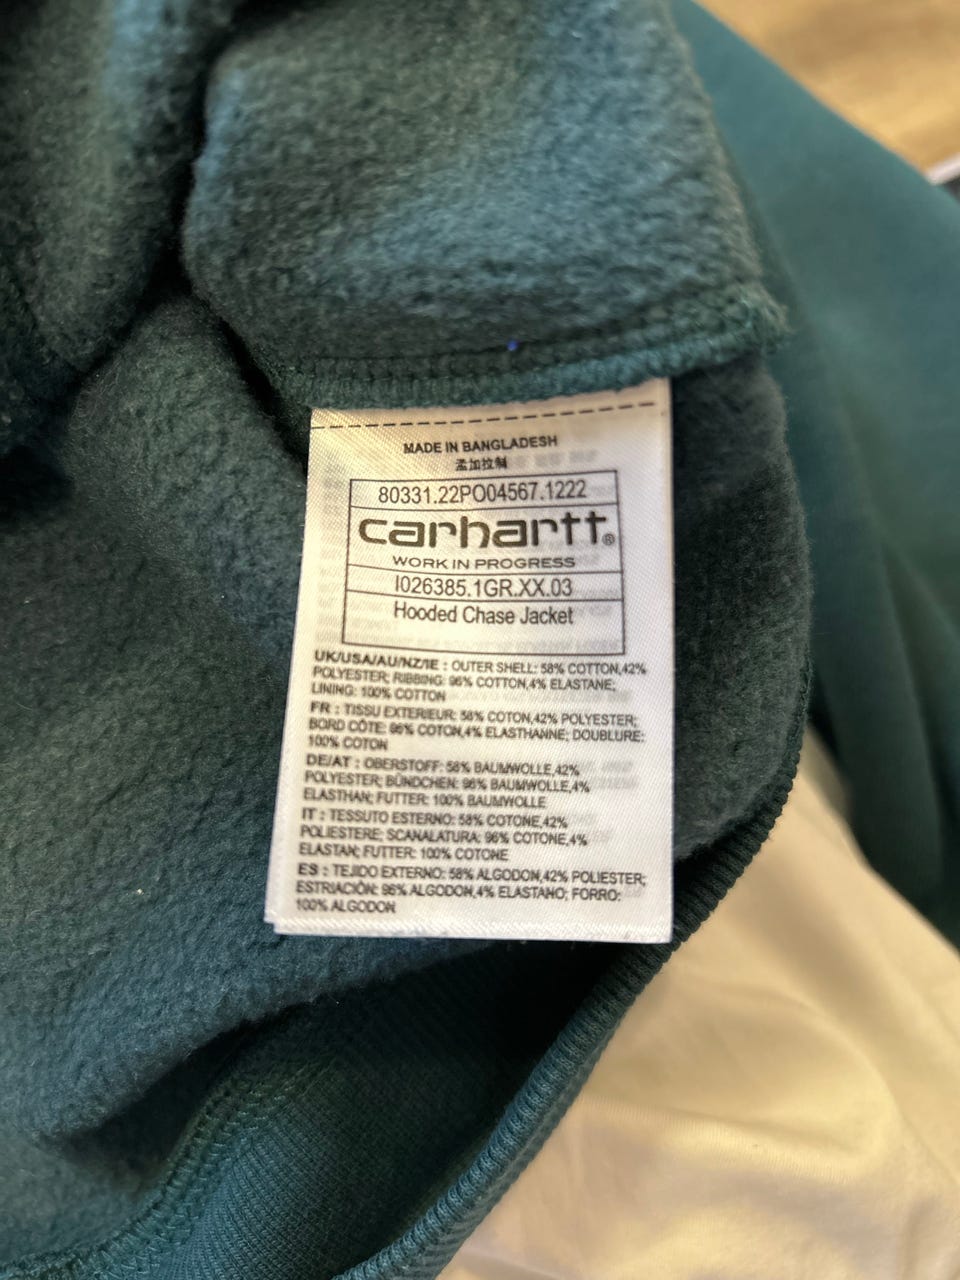 MADE IN BANGLADESH
孟加拉制
80331.22PO04567.1222
carhartt®
WORK IN PROGRESS
I026385.1GR.XX.03
Hooded Chase Jacket
UK/USA/AU/NZ/IE : OUTER SHELL: 58% COTTON,42%
POLYESTER; RIBBING: 96% COTTON,4% ELASTANE;
LINING: 100% COTTON
FR : TISSU EXTERIEUR: 58% COTON,42% POLYESTER;
BORD CÔTE: 96% COTON,4% ELASTHANNE; DOUBLURE:
100% COTON
DE/AT : OBERSTOFF: 58% BAUMWOLLE,42%
POLYESTER; BÜNDCHEN: 96% BAUMWOLLE,4%
ELASTHAN; FUTTER: 100% BAUMWOLLE
IT : TESSUTO ESTERNO: 58% COTONE,42%
POLIESTERE; SCANALATURA: 96% COTONE,4%
ELASTAN; FUTTER: 100% COTONE
ES : TEJIDO EXTERNO: 58% ALGODON,42% POLIESTER;
ESTRIACIÓN: 96% ALGODON,4% ELASTANO; FORRO:
100% ALGODON